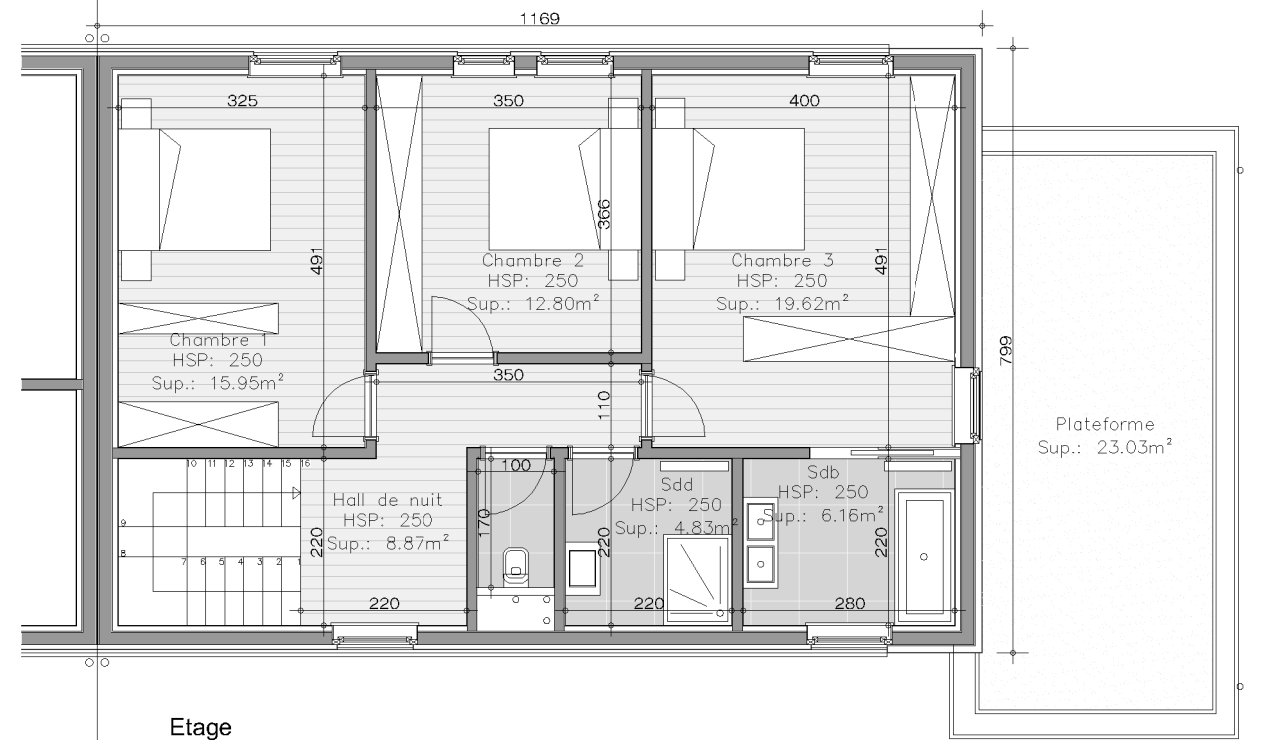 1169
325
350
400
491
366
491
799
Chambre 2
HSP: 250
Sup.: 12.80m²
Chambre 3
HSP: 250
Sup.: 19.62m²
Chambre 1
HSP: 250
Sup.: 15.95m²
350
110
Plateforme
Sup.: 23.03m²
10 11 12 13 14 15 16
9
8
7 6 5 4 3 2 1
Hall de nuit
HSP: 250
Sup.: 8.87m²
220
220
100
170
Sdd
HSP: 250
Sup.: 4.83m²
220
220
Sdb
HSP: 250
Sup.: 6.16m²
220
280
Etage